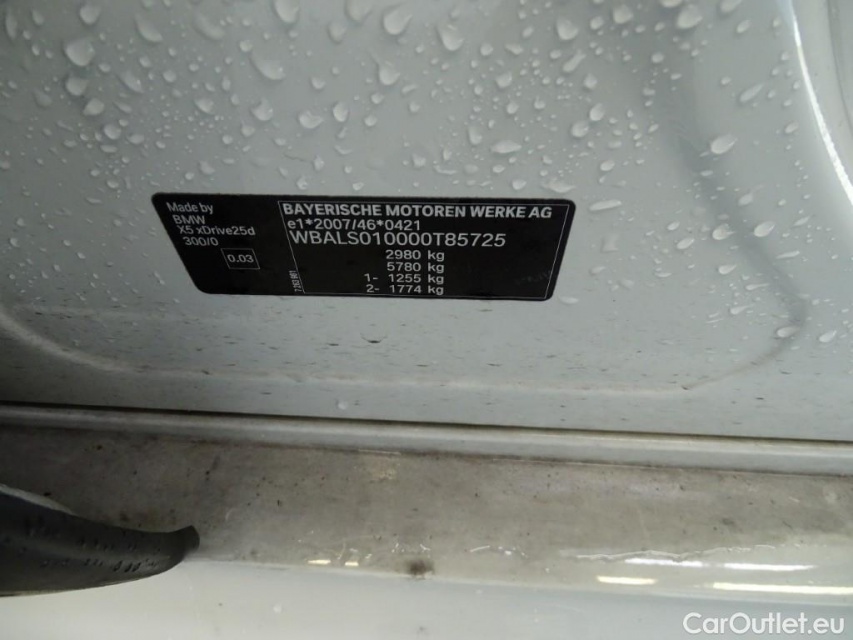 Made by
BMW
X5 xDrive25d
300/0
0.03
BAYERISCHE MOTOREN WERKE AG
e1*2007/46*0421
WBALS010000T85725
2980 kg
5780 kg
1- 1255 kg
2- 1774 kg
CarOutlet.eu